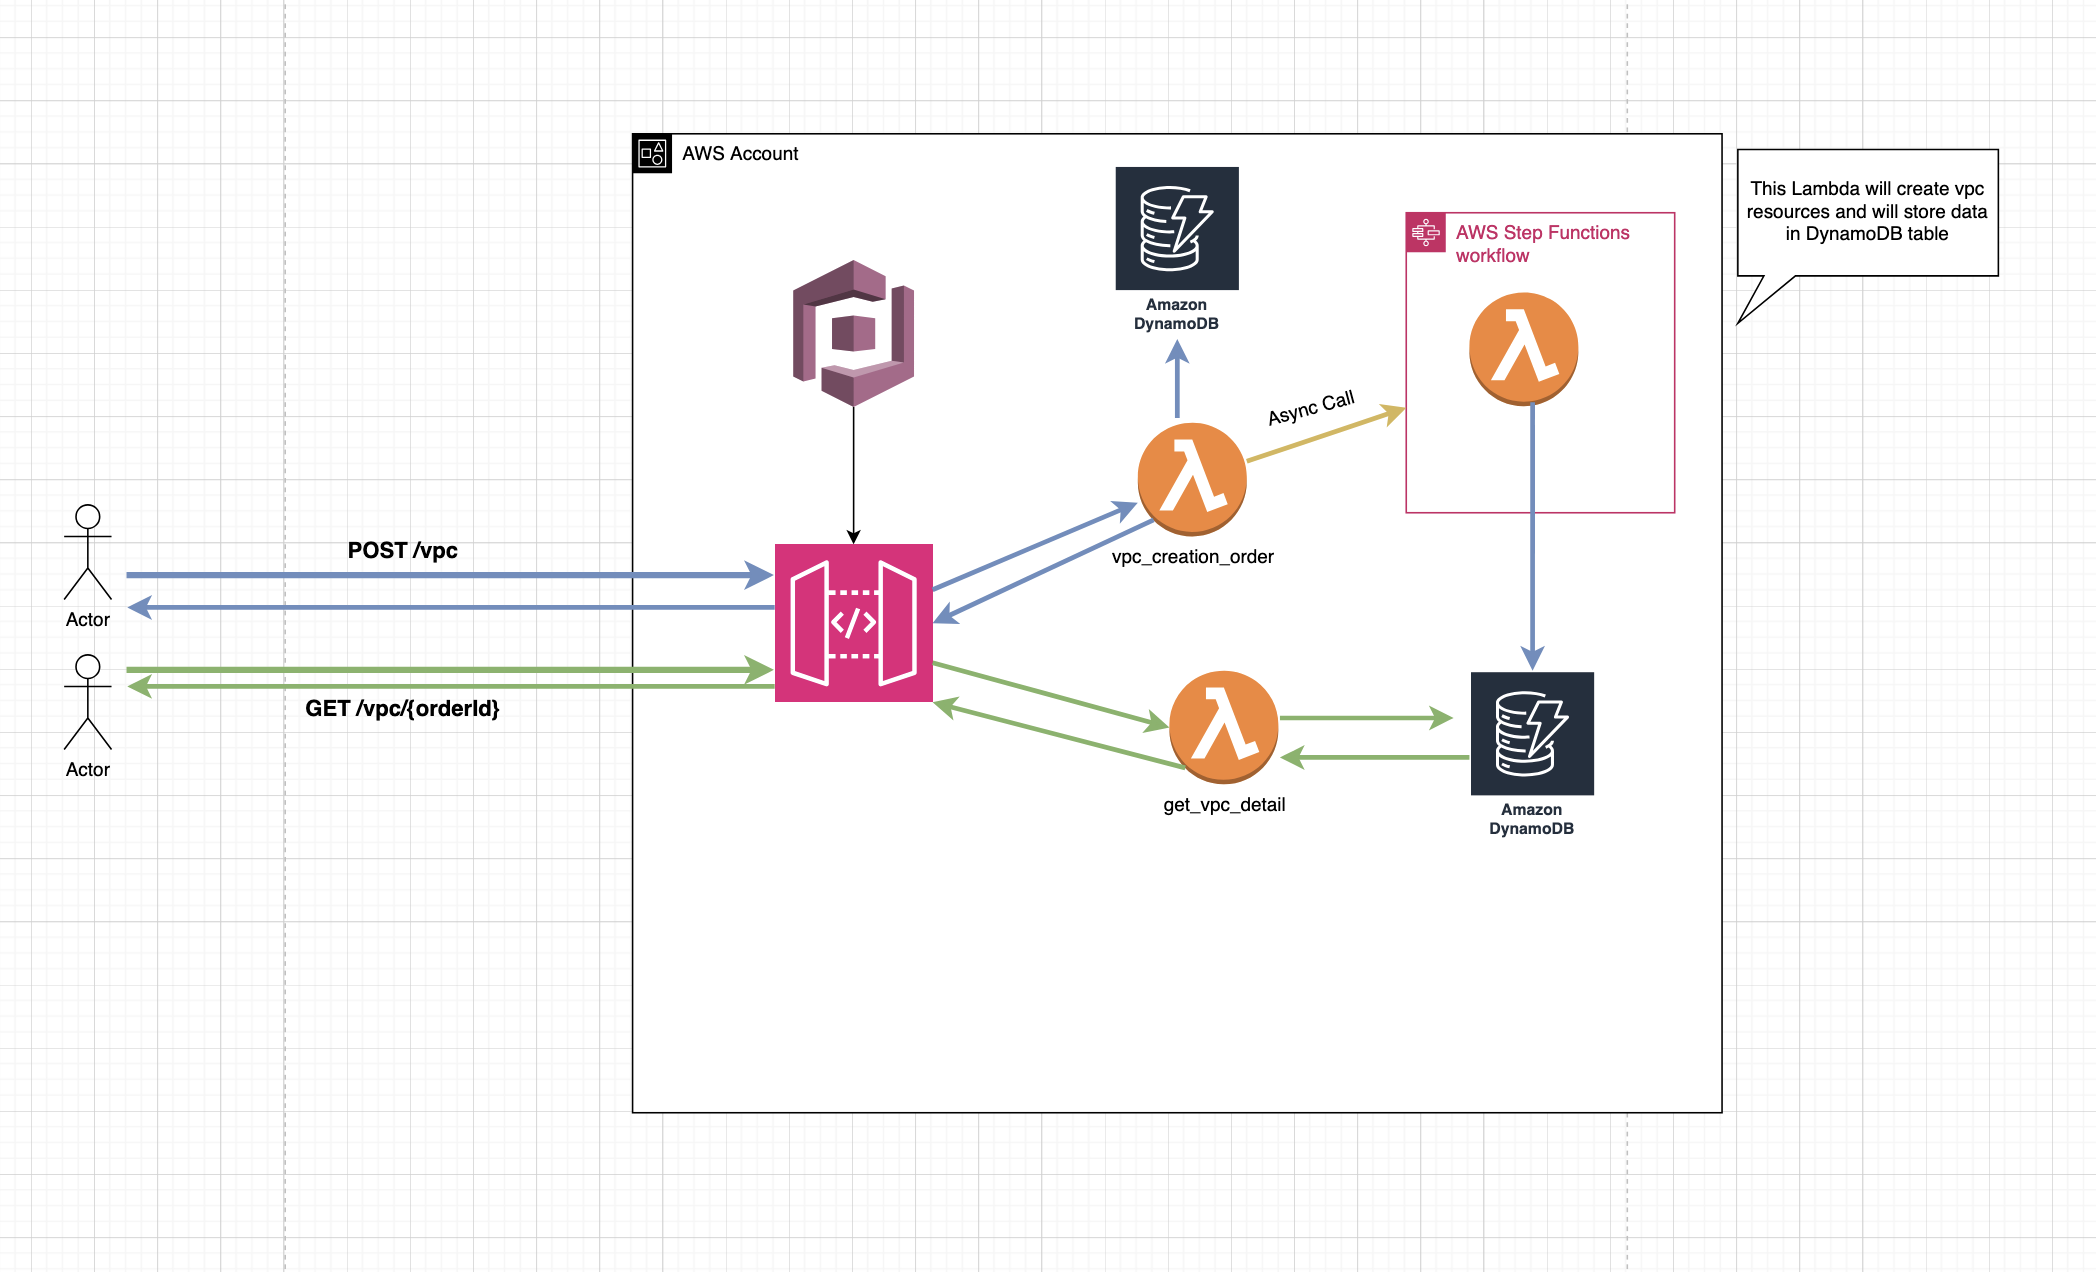 AWS Account
This Lambda will create vpc
resources and will store data
in DynamoDB table
AWS Step Functions
workflow
Amazon
DynamoDB
Async Call
POST /vpc
vpc_creation_order
Actor
GET /vpc/{orderId}
Actor
get_vpc_detail
Amazon
DynamoDB